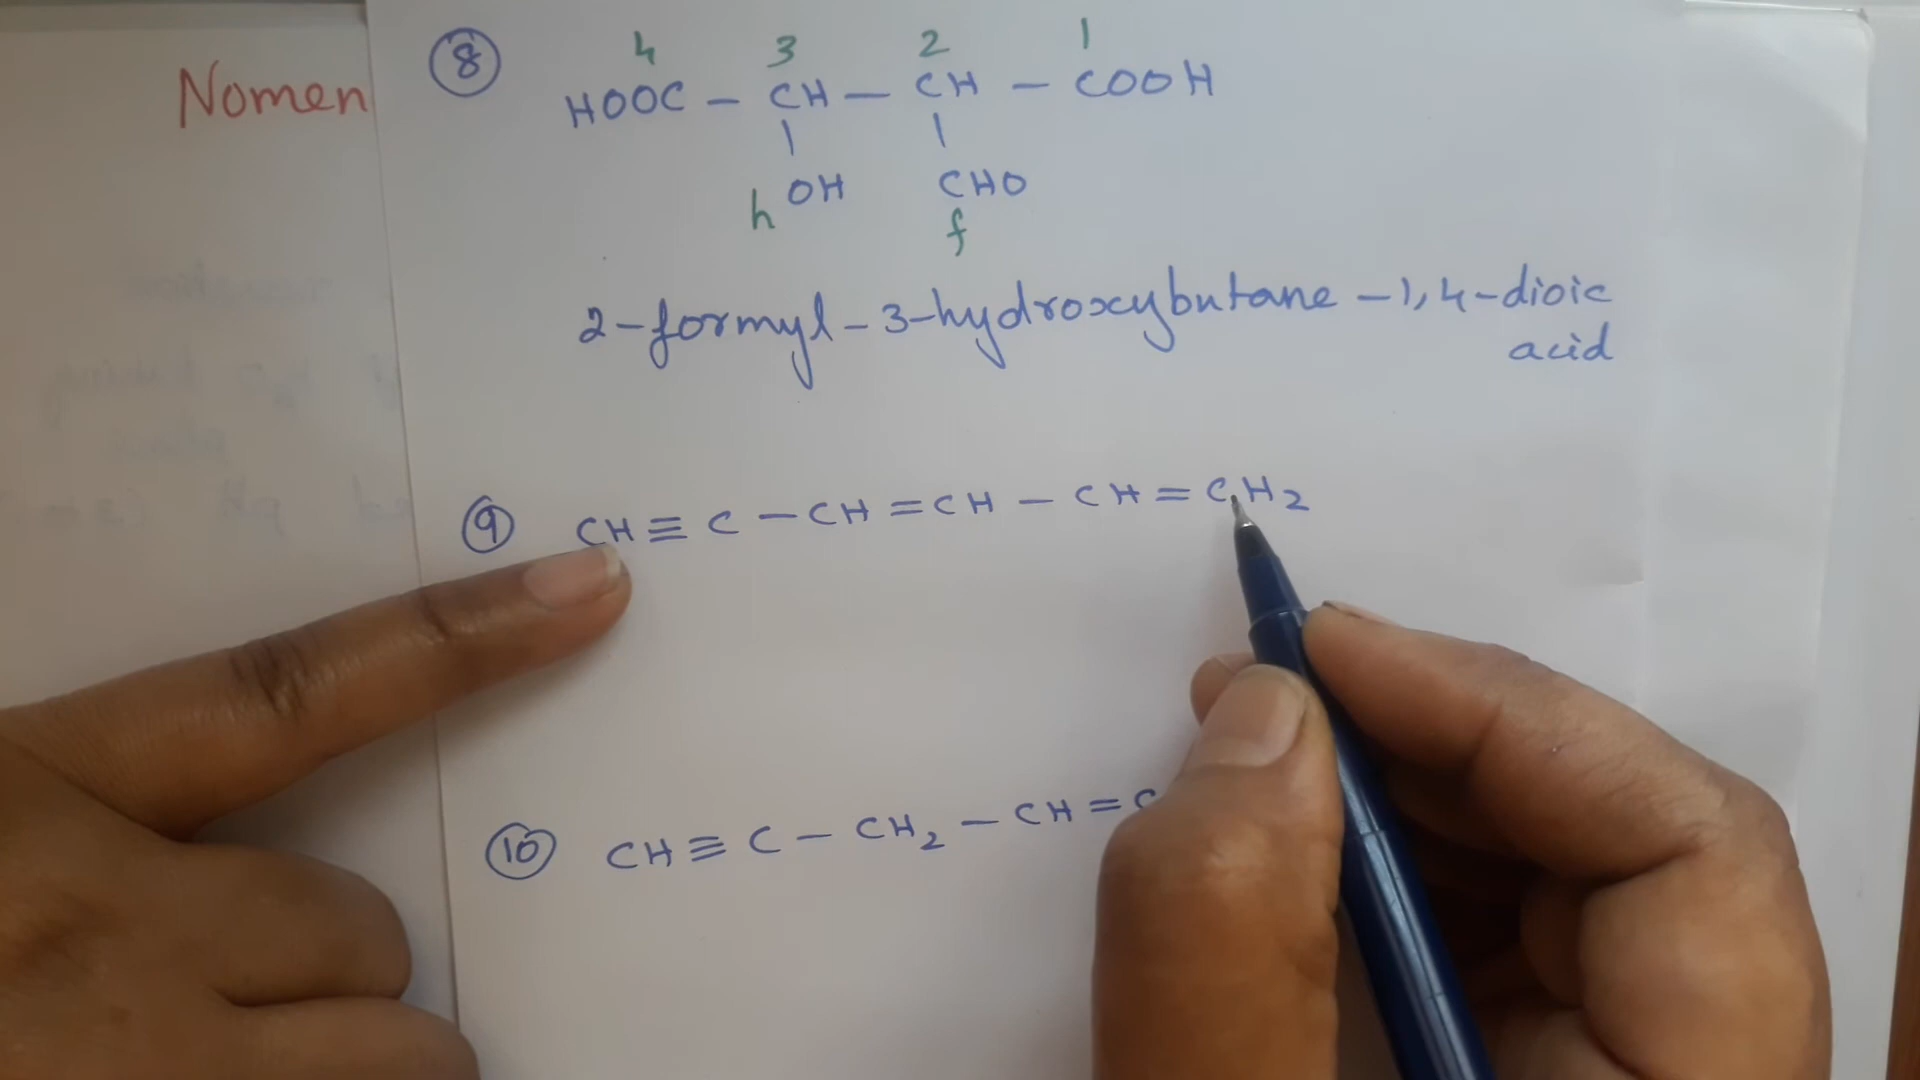 Nomen
8
4 3 2 1
HOOC – CH – CH – COOH
OH CHO
h f
2-formyl-3-hydroxybutane-1,4-dioic
acid
9 CH≡C–CH=CH–CH=CH2
10 CH≡C–CH2–CH=C